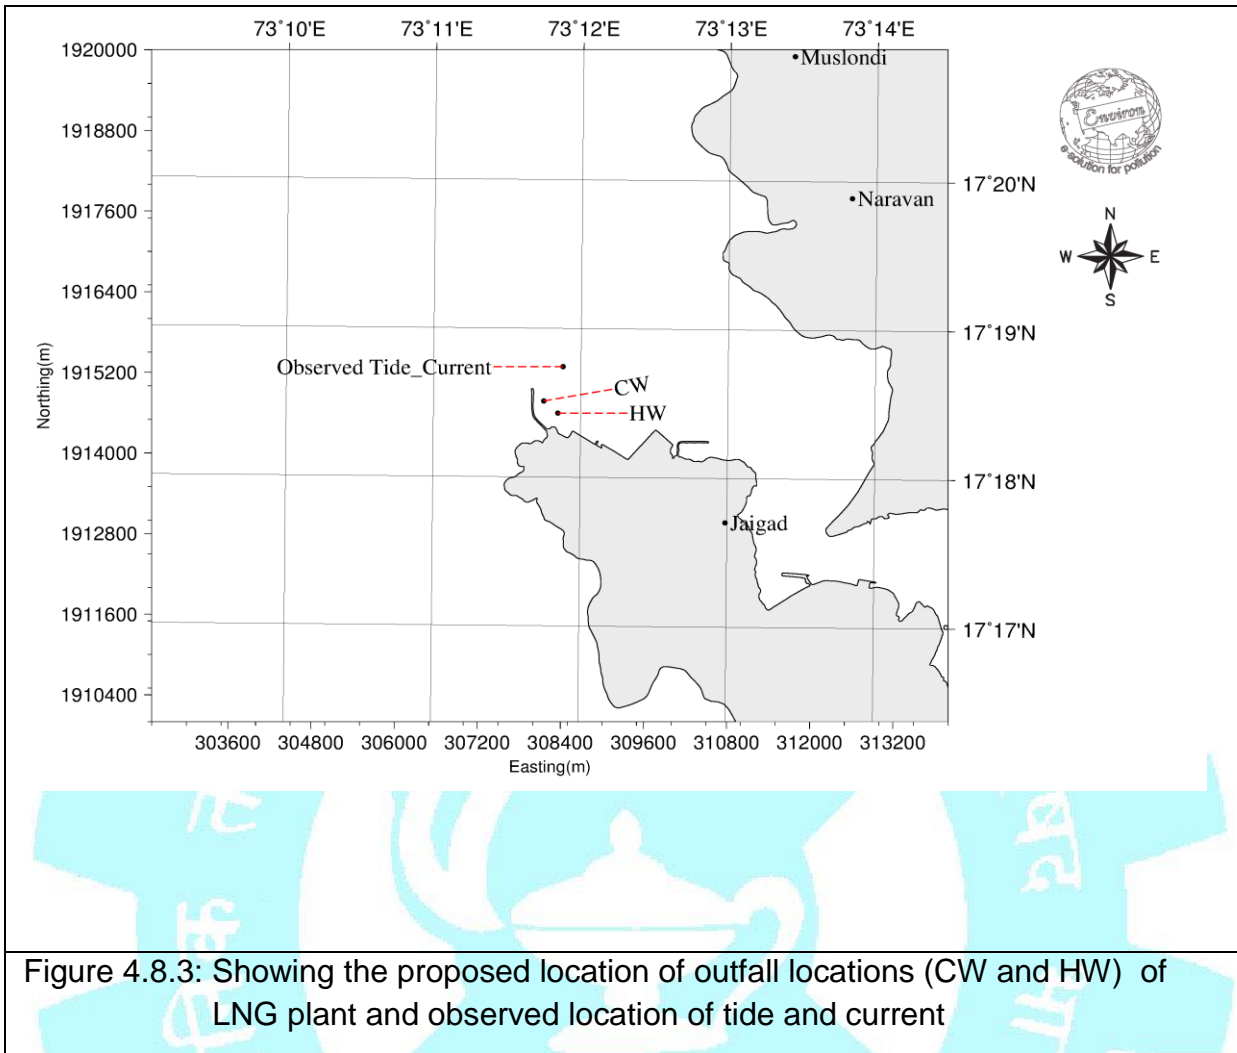 73˚10'E 73˚11'E 73˚12'E 73˚13'E 73˚14'E
1920000
1918800
1917600
1916400
1915200
1914000
1912800
1911600
1910400
Northing(m)
Muslondi
Naravan
Observed Tide_Current
CW
HW
Jaigad
17˚20'N
17˚19'N
17˚18'N
17˚17'N
303600 304800 306000 307200 308400 309600 310800 312000 313200
Easting(m)
Environ
e-solution for pollution
N
W E
S
Figure 4.8.3: Showing the proposed location of outfall locations (CW and HW) of
LNG plant and observed location of tide and current